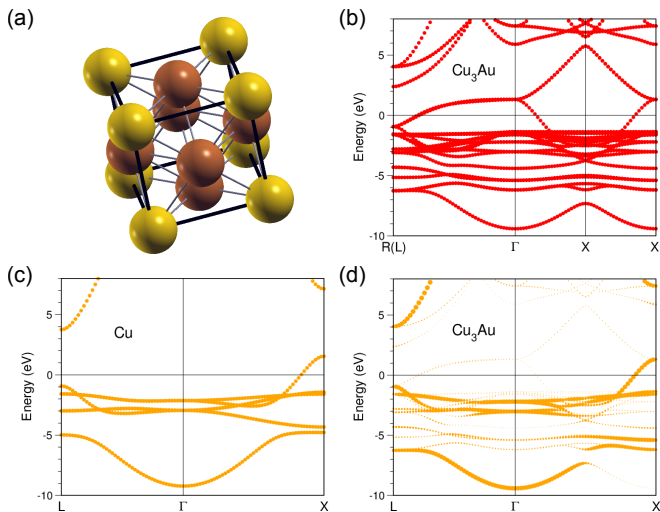 (a)
(b)
Energy (eV)
5
0
-5
-10
Cu₃Au
R(L)
Γ
X
X
(c)
Energy (eV)
5
0
-5
-10
Cu
L
Γ
X
(d)
Energy (eV)
5
0
-5
-10
Cu₃Au
L
Γ
X